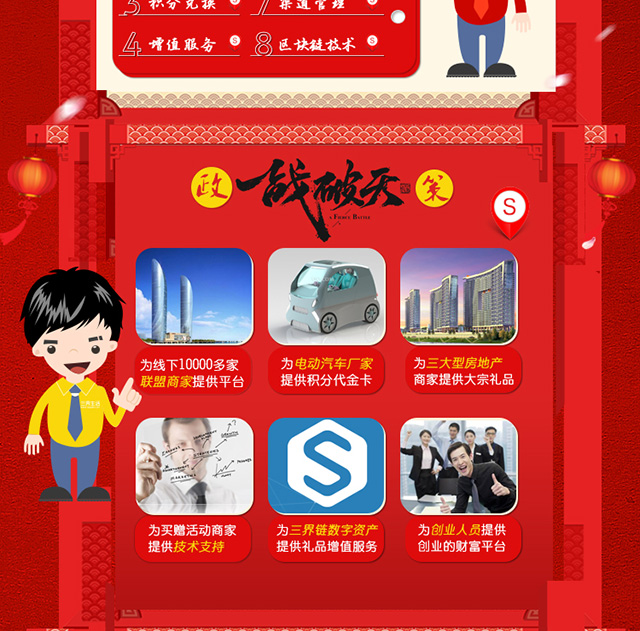 3 积分兑换 7 渠道管理
4 增值服务 S 8 区块链技术 S
政 一战破天 策
a Fierce Battle
S
为线下10000多家
联盟商家提供平台
为电动汽车厂家
提供积分代金卡
为三大型房地产
商家提供大宗礼品
GROWTH
MARKETING
POWER
S
为买赠活动商家
提供技术支持
为三界链数字资产
提供礼品增值服务
为创业人员提供
创业的财富平台